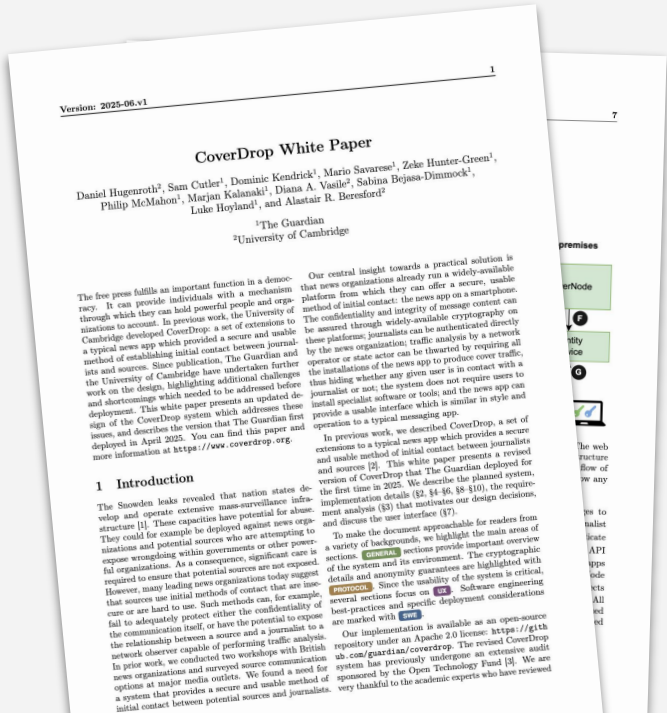 Version: 2025-06.v1
1
CoverDrop White Paper
Daniel Hugenroth², Sam Cutler¹, Dominic Kendrick¹, Mario Savarese¹, Zeke Hunter-Green¹,
Philip McMahon¹, Marjan Kalanaki¹, Diana A. Vasile², Sabina Bejasa-Dimmock¹,
Luke Hoyland¹, and Alastair R. Beresford²
¹The Guardian
²University of Cambridge
The free press fulfills an important function in a democ-
racy. It can provide individuals with a mechanism
through which they can hold powerful people and orga-
nizations to account. In previous work, the University of
Cambridge developed CoverDrop: a set of extensions to
a typical news app which provided a secure and usable
method of establishing initial contact between journal-
ists and sources. Since publication, The Guardian and
the University of Cambridge have undertaken further
work on the design, highlighting additional challenges
and shortcomings which needed to be addressed before
deployment. This white paper presents an updated de-
sign of the CoverDrop system which addresses these
issues, and describes the version that The Guardian first
deployed in April 2025. You can find this paper and
more information at https://www.coverdrop.org.
1 Introduction
The Snowden leaks revealed that nation states de-
velop and operate extensive mass-surveillance infra-
structure [1]. These capacities have potential for abuse.
They could for example be deployed against news orga-
nizations and potential sources who are attempting to
expose wrongdoing within governments or other power-
ful organizations. As a consequence, significant care is
required to ensure that potential sources are not exposed.
However, many leading news organizations today suggest
that sources use initial methods of contact that are inse-
cure or are hard to use. Such methods can, for example,
fail to adequately protect either the confidentiality of
the communication itself, or have the potential to expose
the relationship between a source and a journalist to a
network observer capable of performing traffic analysis.
In prior work, we conducted two workshops with British
news organizations and surveyed source communication
options at major media outlets. We found a need for
a system that provides a secure and usable method of
initial contact between potential sources and journalists.
Our central insight towards a practical solution is
that news organizations already run a widely-available
platform from which they can offer a secure, usable
method of initial contact: the news app on a smartphone.
The confidentiality and integrity of message content can
be assured through widely-available cryptography on
these platforms; journalists can be authenticated directly
by the news organization; traffic analysis by a network
operator or state actor can be thwarted by requiring all
the installations of the news app to produce cover traffic,
thus hiding whether any given user is in contact with a
journalist or not; the system does not require users to
install specialist software or tools; and the news app can
provide a usable interface which is similar in style and
operation to a typical messaging app.
In previous work, we described CoverDrop, a set of
extensions to a typical news app which provides a secure
and usable method of initial contact between journalists
and sources [2]. This white paper presents a revised
version of CoverDrop that The Guardian deployed for
the first time in 2025. We describe the planned system,
implementation details (§2, §4–§6, §8–§10), the require-
ment analysis (§3) that motivates our design decisions,
and discuss the user interface (§7).
To make the document approachable for readers from
a variety of backgrounds, we highlight the main areas of
sections. GENERAL sections provide important overview
of the system and its environment. The cryptographic
details and anonymity guarantees are highlighted with
PROTOCOL. Since the usability of the system is critical,
several sections focus on UX. Software engineering
best-practices and specific deployment considerations
are marked with SWE.
Our implementation is available as an open-source
repository under an Apache 2.0 license: https://gith
ub.com/guardian/coverdrop. The revised CoverDrop
system has previously undergone an extensive audit
sponsored by the Open Technology Fund [3]. We are
very thankful to the academic experts who have reviewed
7
premises
erNode
F
ntity
vice
G
he web
ructure
flow of
ow any
ges to
nalist
icate
API
apps
ode
ects
All
ed
ed